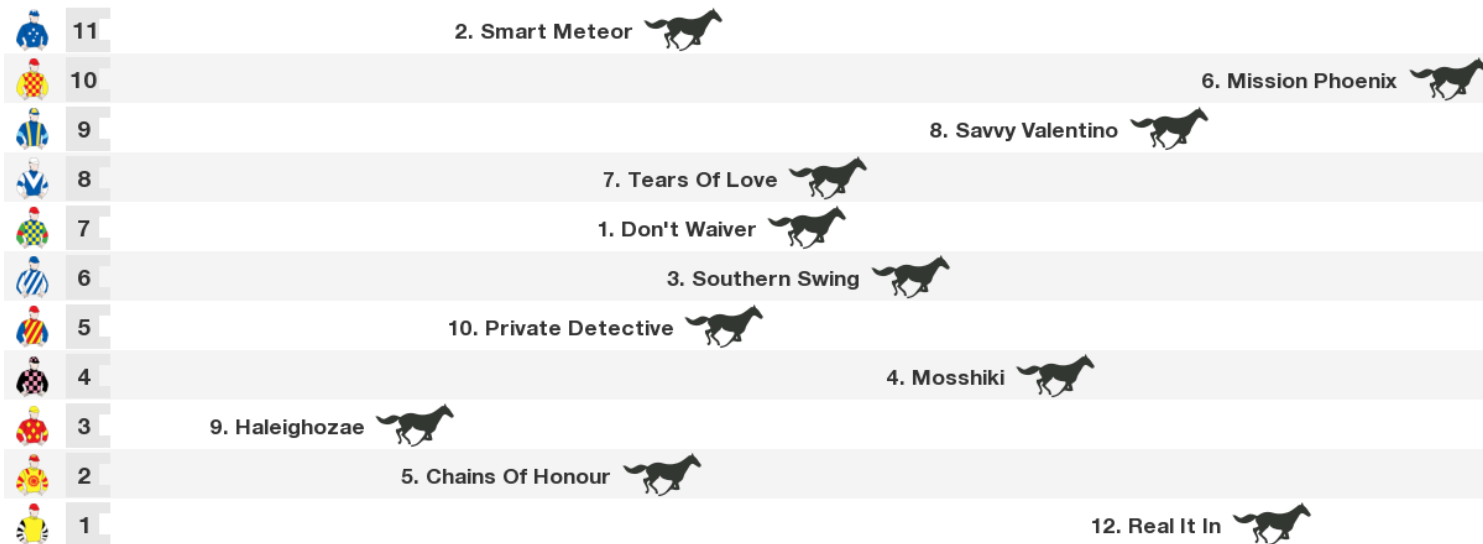 11 2. Smart Meteor
10 6. Mission Phoenix
9 8. Savvy Valentino
8 7. Tears Of Love
7 1. Don't Waiver
6 3. Southern Swing
5 10. Private Detective
4 4. Mosshiki
3 9. Haleighozae
2 5. Chains Of Honour
1 12. Real It In